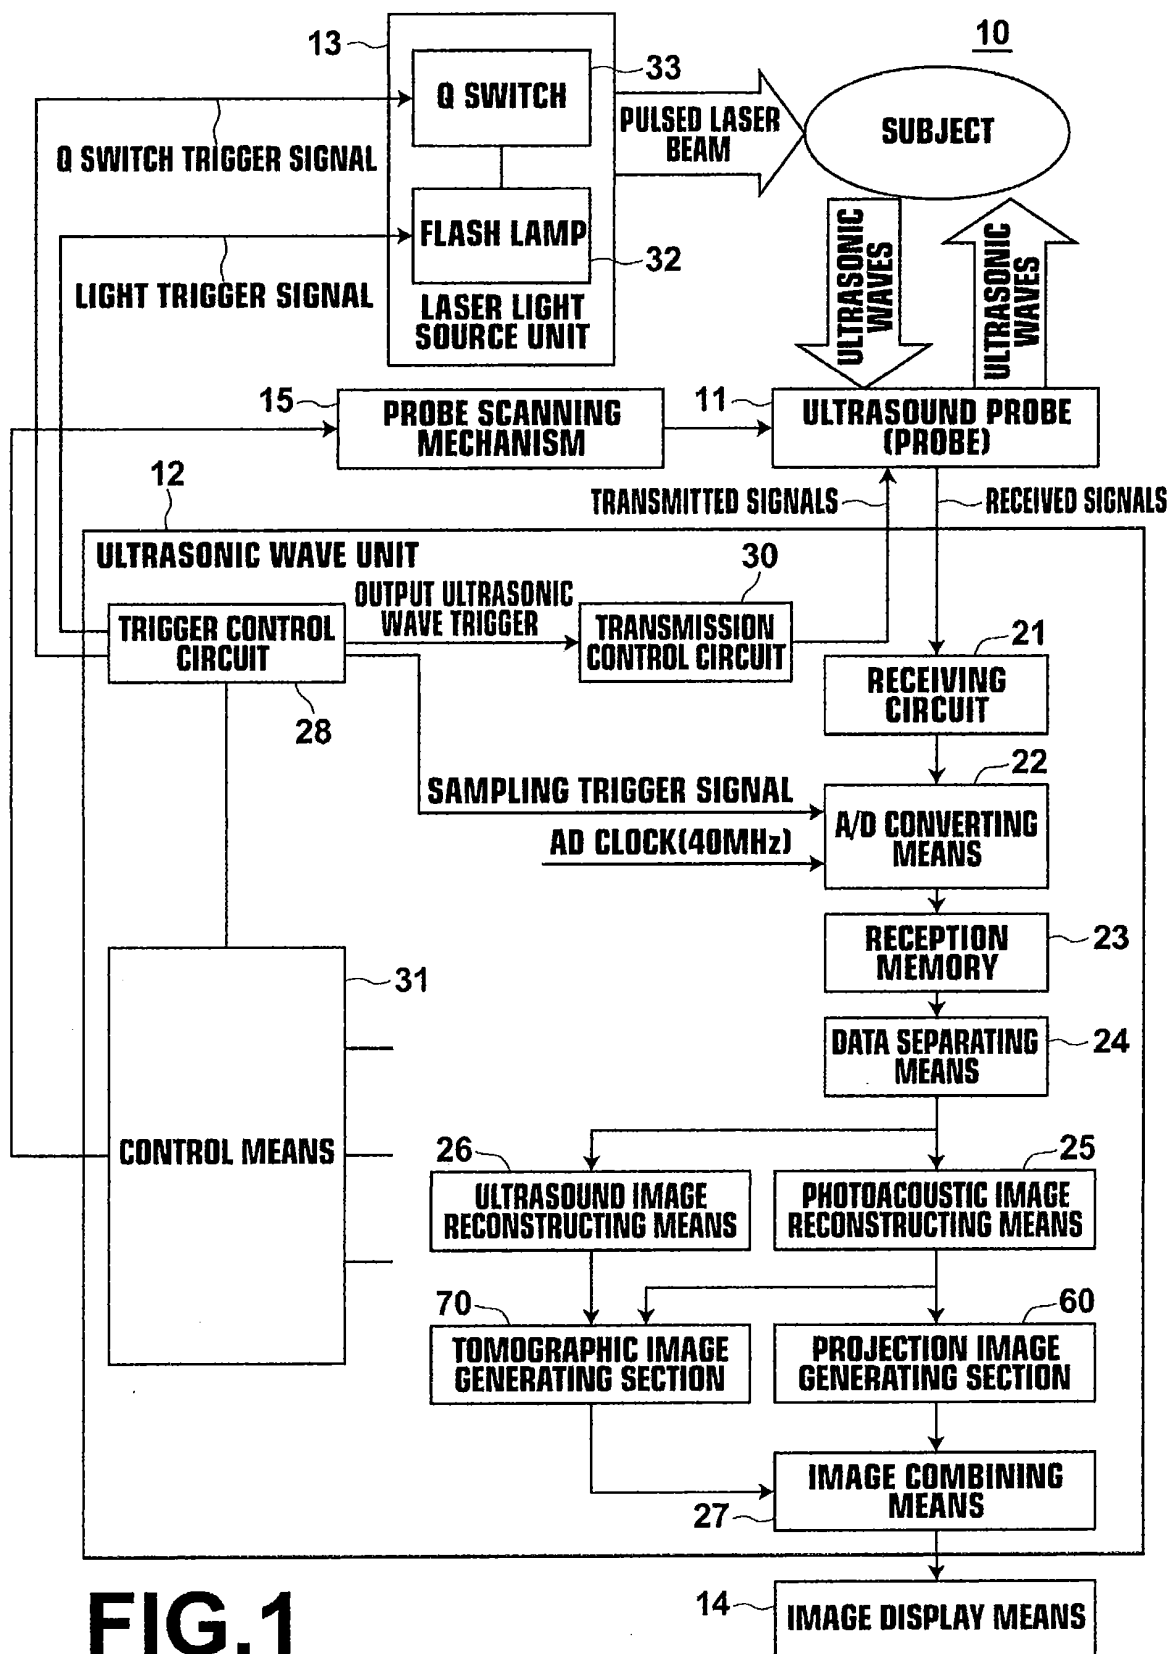 10
13
33
Q SWITCH
PULSED LASER
BEAM
SUBJECT
Q SWITCH TRIGGER SIGNAL
FLASH LAMP
32
LIGHT TRIGGER SIGNAL
LASER LIGHT
SOURCE UNIT
ULTRASONIC
WAVES
ULTRASONIC
WAVES
15
PROBE SCANNING
MECHANISM
11
ULTRASOUND PROBE
(PROBE)
12
TRANSMITTED SIGNALS
RECEIVED SIGNALS
ULTRASONIC WAVE UNIT
30
OUTPUT ULTRASONIC
WAVE TRIGGER
TRIGGER CONTROL
CIRCUIT
28
TRANSMISSION
CONTROL CIRCUIT
21
RECEIVING
CIRCUIT
22
SAMPLING TRIGGER SIGNAL
AD CLOCK(40MHz)
A/D CONVERTING
MEANS
RECEPTION
MEMORY
23
31
DATA SEPARATING
MEANS
24
CONTROL MEANS
26
ULTRASOUND IMAGE
RECONSTRUCTING MEANS
25
PHOTOACOUSTIC IMAGE
RECONSTRUCTING MEANS
70
TOMOGRAPHIC IMAGE
GENERATING SECTION
60
PROJECTION IMAGE
GENERATING SECTION
IMAGE COMBINING
MEANS
27
FIG.1
14
IMAGE DISPLAY MEANS